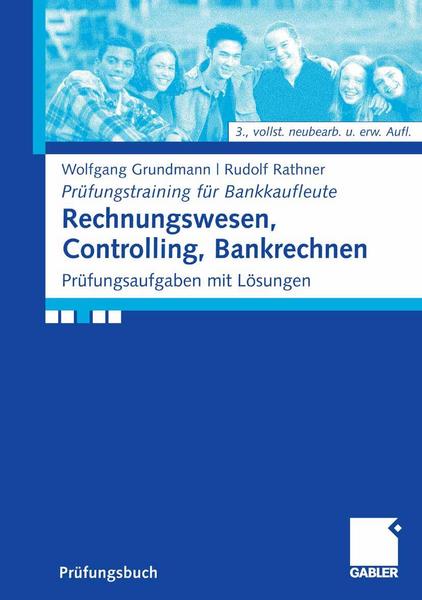 3., vollst. neubearb. u. erw. Aufl.
Wolfgang Grundmann | Rudolf Rathner
Prüfungstraining für Bankkaufleute
Rechnungswesen,
Controlling, Bankrechnen
Prüfungsaufgaben mit Lösungen
Prüfungsbuch
GABLER